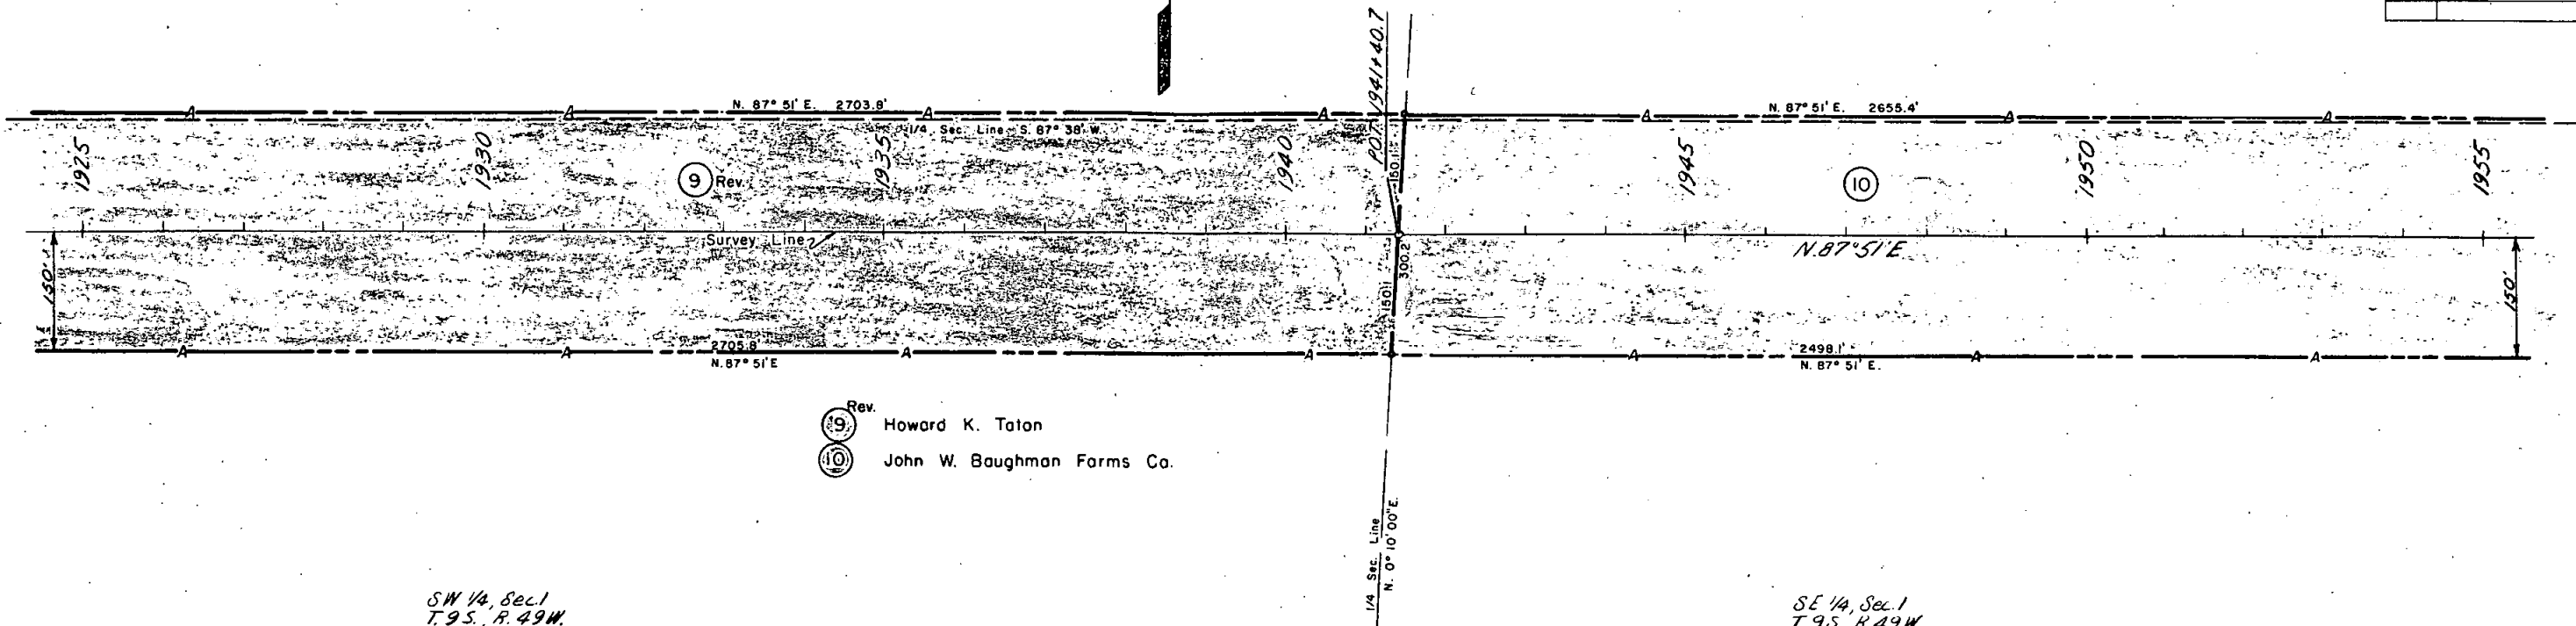 P.O.T. 1941+40.7
N. 87° 51' E. 2703.8'
N. 87° 51' E. 2655.4'
1/4 Sec. Line S. 87° 38' W.
1925
1930
1935
1940
1945
1950
1955
9 Rev.
10
150.1'
Survey Line
N. 87° 51' E.
150'
150.1'
300.2'
150'
2705.8'
N. 87° 51' E
2498.1'
N. 87° 51' E.
Rev.
9 Howard K. Taton
10 John W. Baughman Farms Co.
1/4 Sec. Line
N. 0° 10' 00" E.
SW 1/4, Sec. 1
T. 9 S., R. 49 W.
SE 1/4, Sec. 1
T. 9 S., R. 49 W.